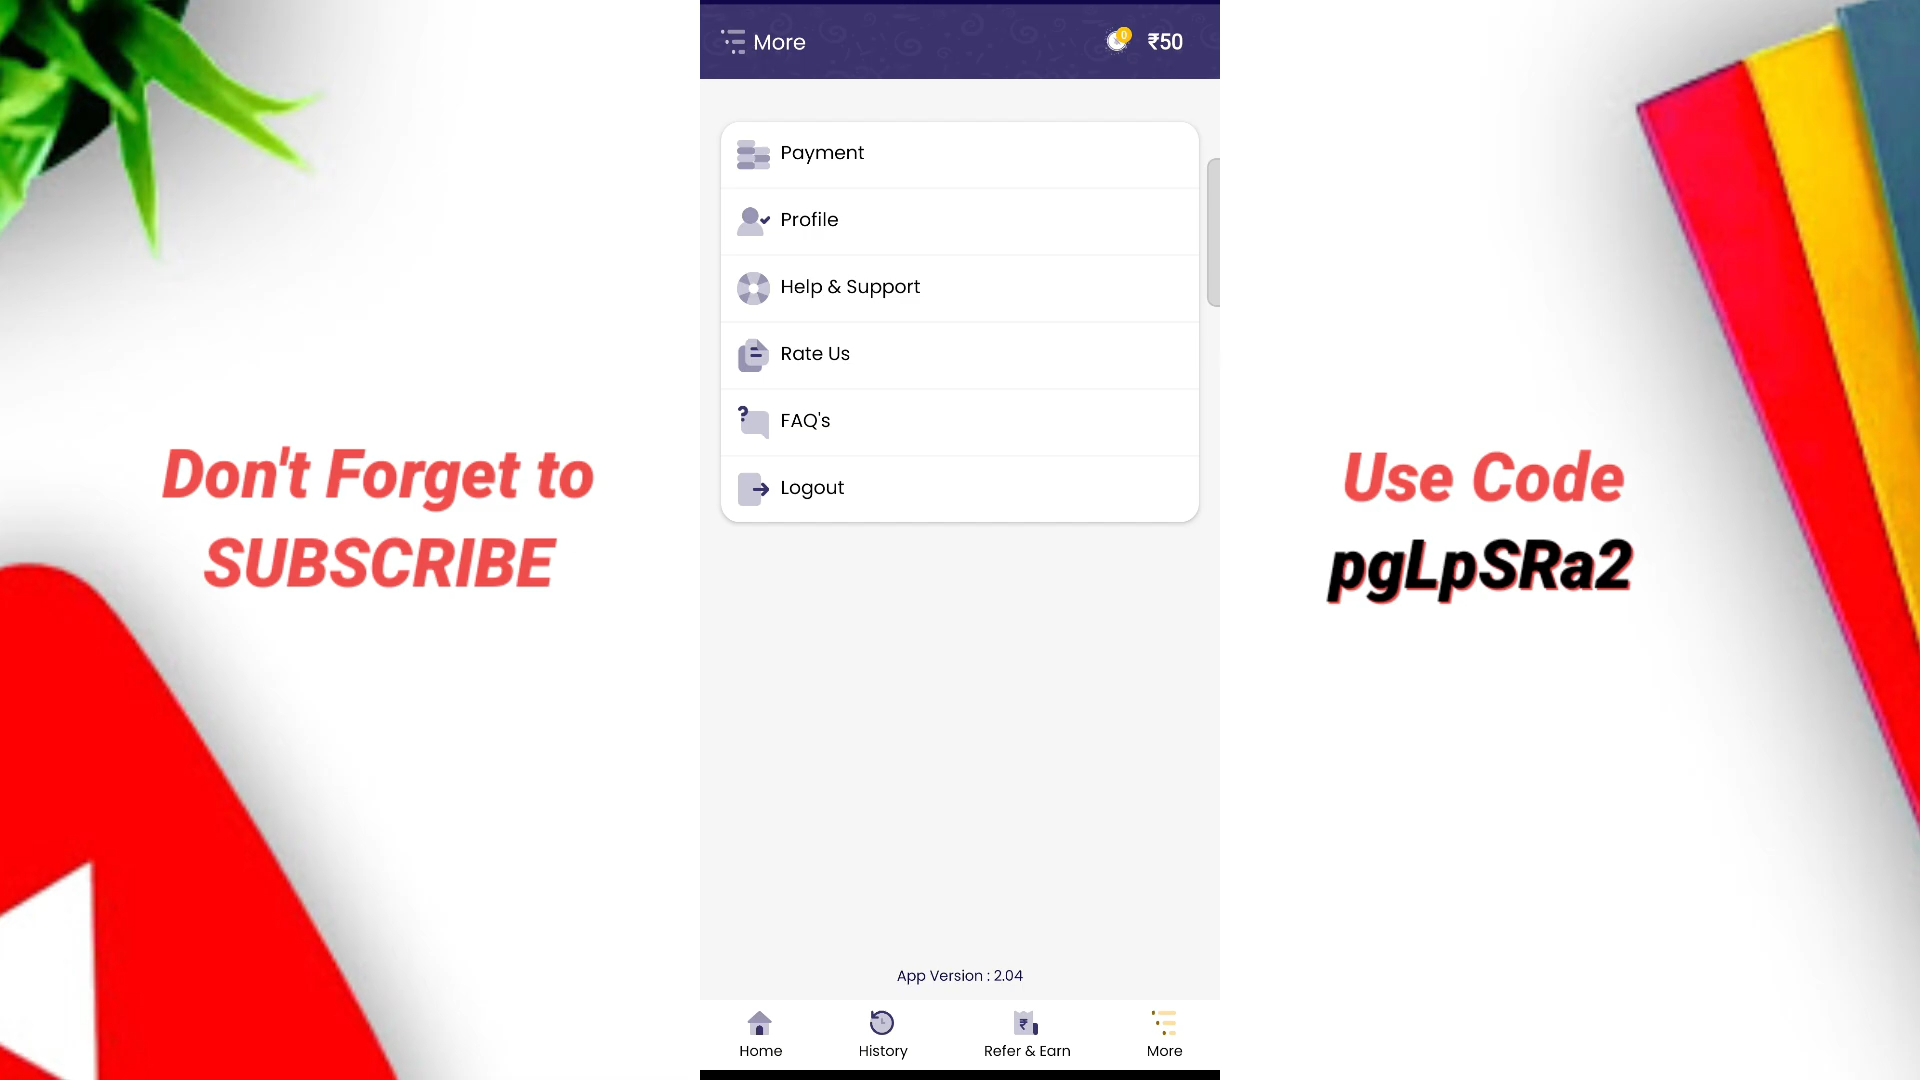 More
0
₹50
Payment
Profile
Help & Support
Rate Us
FAQ's
Logout
Don't Forget to
SUBSCRIBE
Use Code
pgLpSRa2
App Version : 2.04
Home
History
Refer & Earn
More